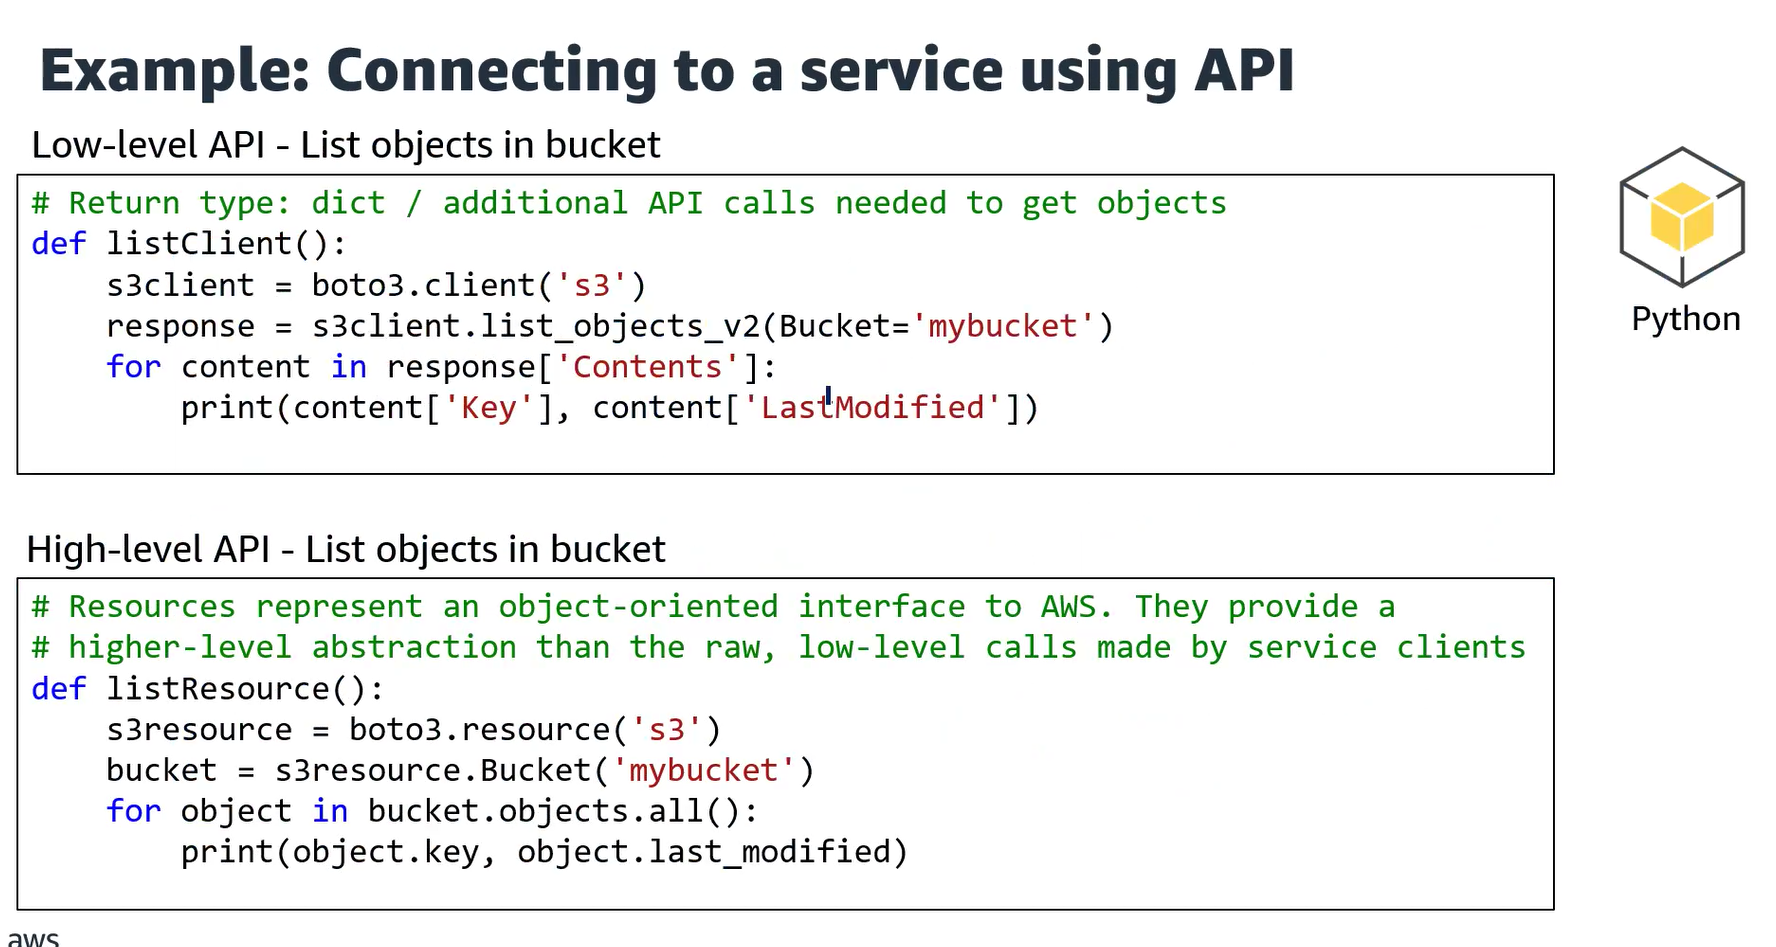 Example: Connecting to a service using API
Low-level API - List objects in bucket
# Return type: dict / additional API calls needed to get objects
def listClient():
    s3client = boto3.client('s3')
    response = s3client.list_objects_v2(Bucket='mybucket')
    for content in response['Contents']:
        print(content['Key'], content['LastModified'])
Python
High-level API - List objects in bucket
# Resources represent an object-oriented interface to AWS. They provide a
# higher-level abstraction than the raw, low-level calls made by service clients
def listResource():
    s3resource = boto3.resource('s3')
    bucket = s3resource.Bucket('mybucket')
    for object in bucket.objects.all():
        print(object.key, object.last_modified)
aws